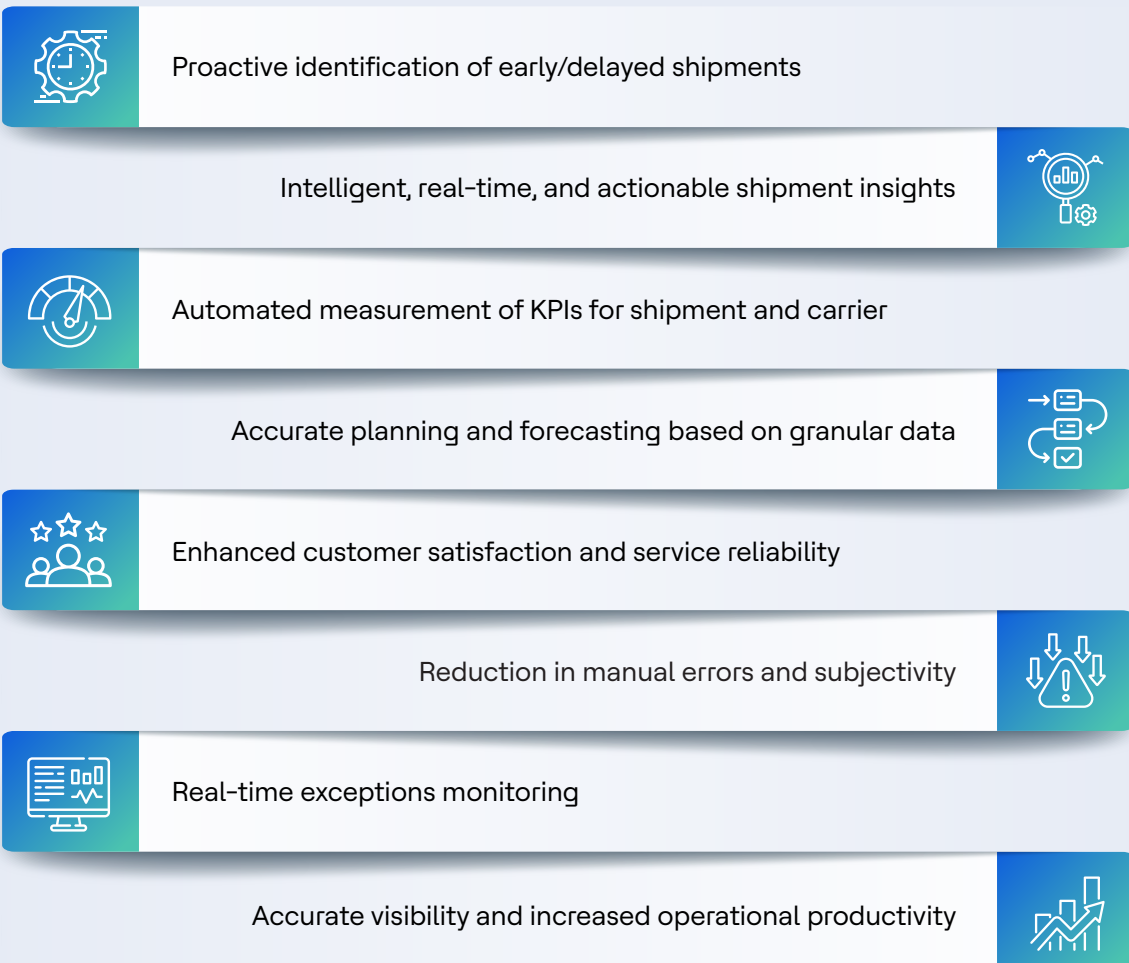 Proactive identification of early/delayed shipments
Intelligent, real-time, and actionable shipment insights
Automated measurement of KPIs for shipment and carrier
Accurate planning and forecasting based on granular data
Enhanced customer satisfaction and service reliability
Reduction in manual errors and subjectivity
Real-time exceptions monitoring
Accurate visibility and increased operational productivity